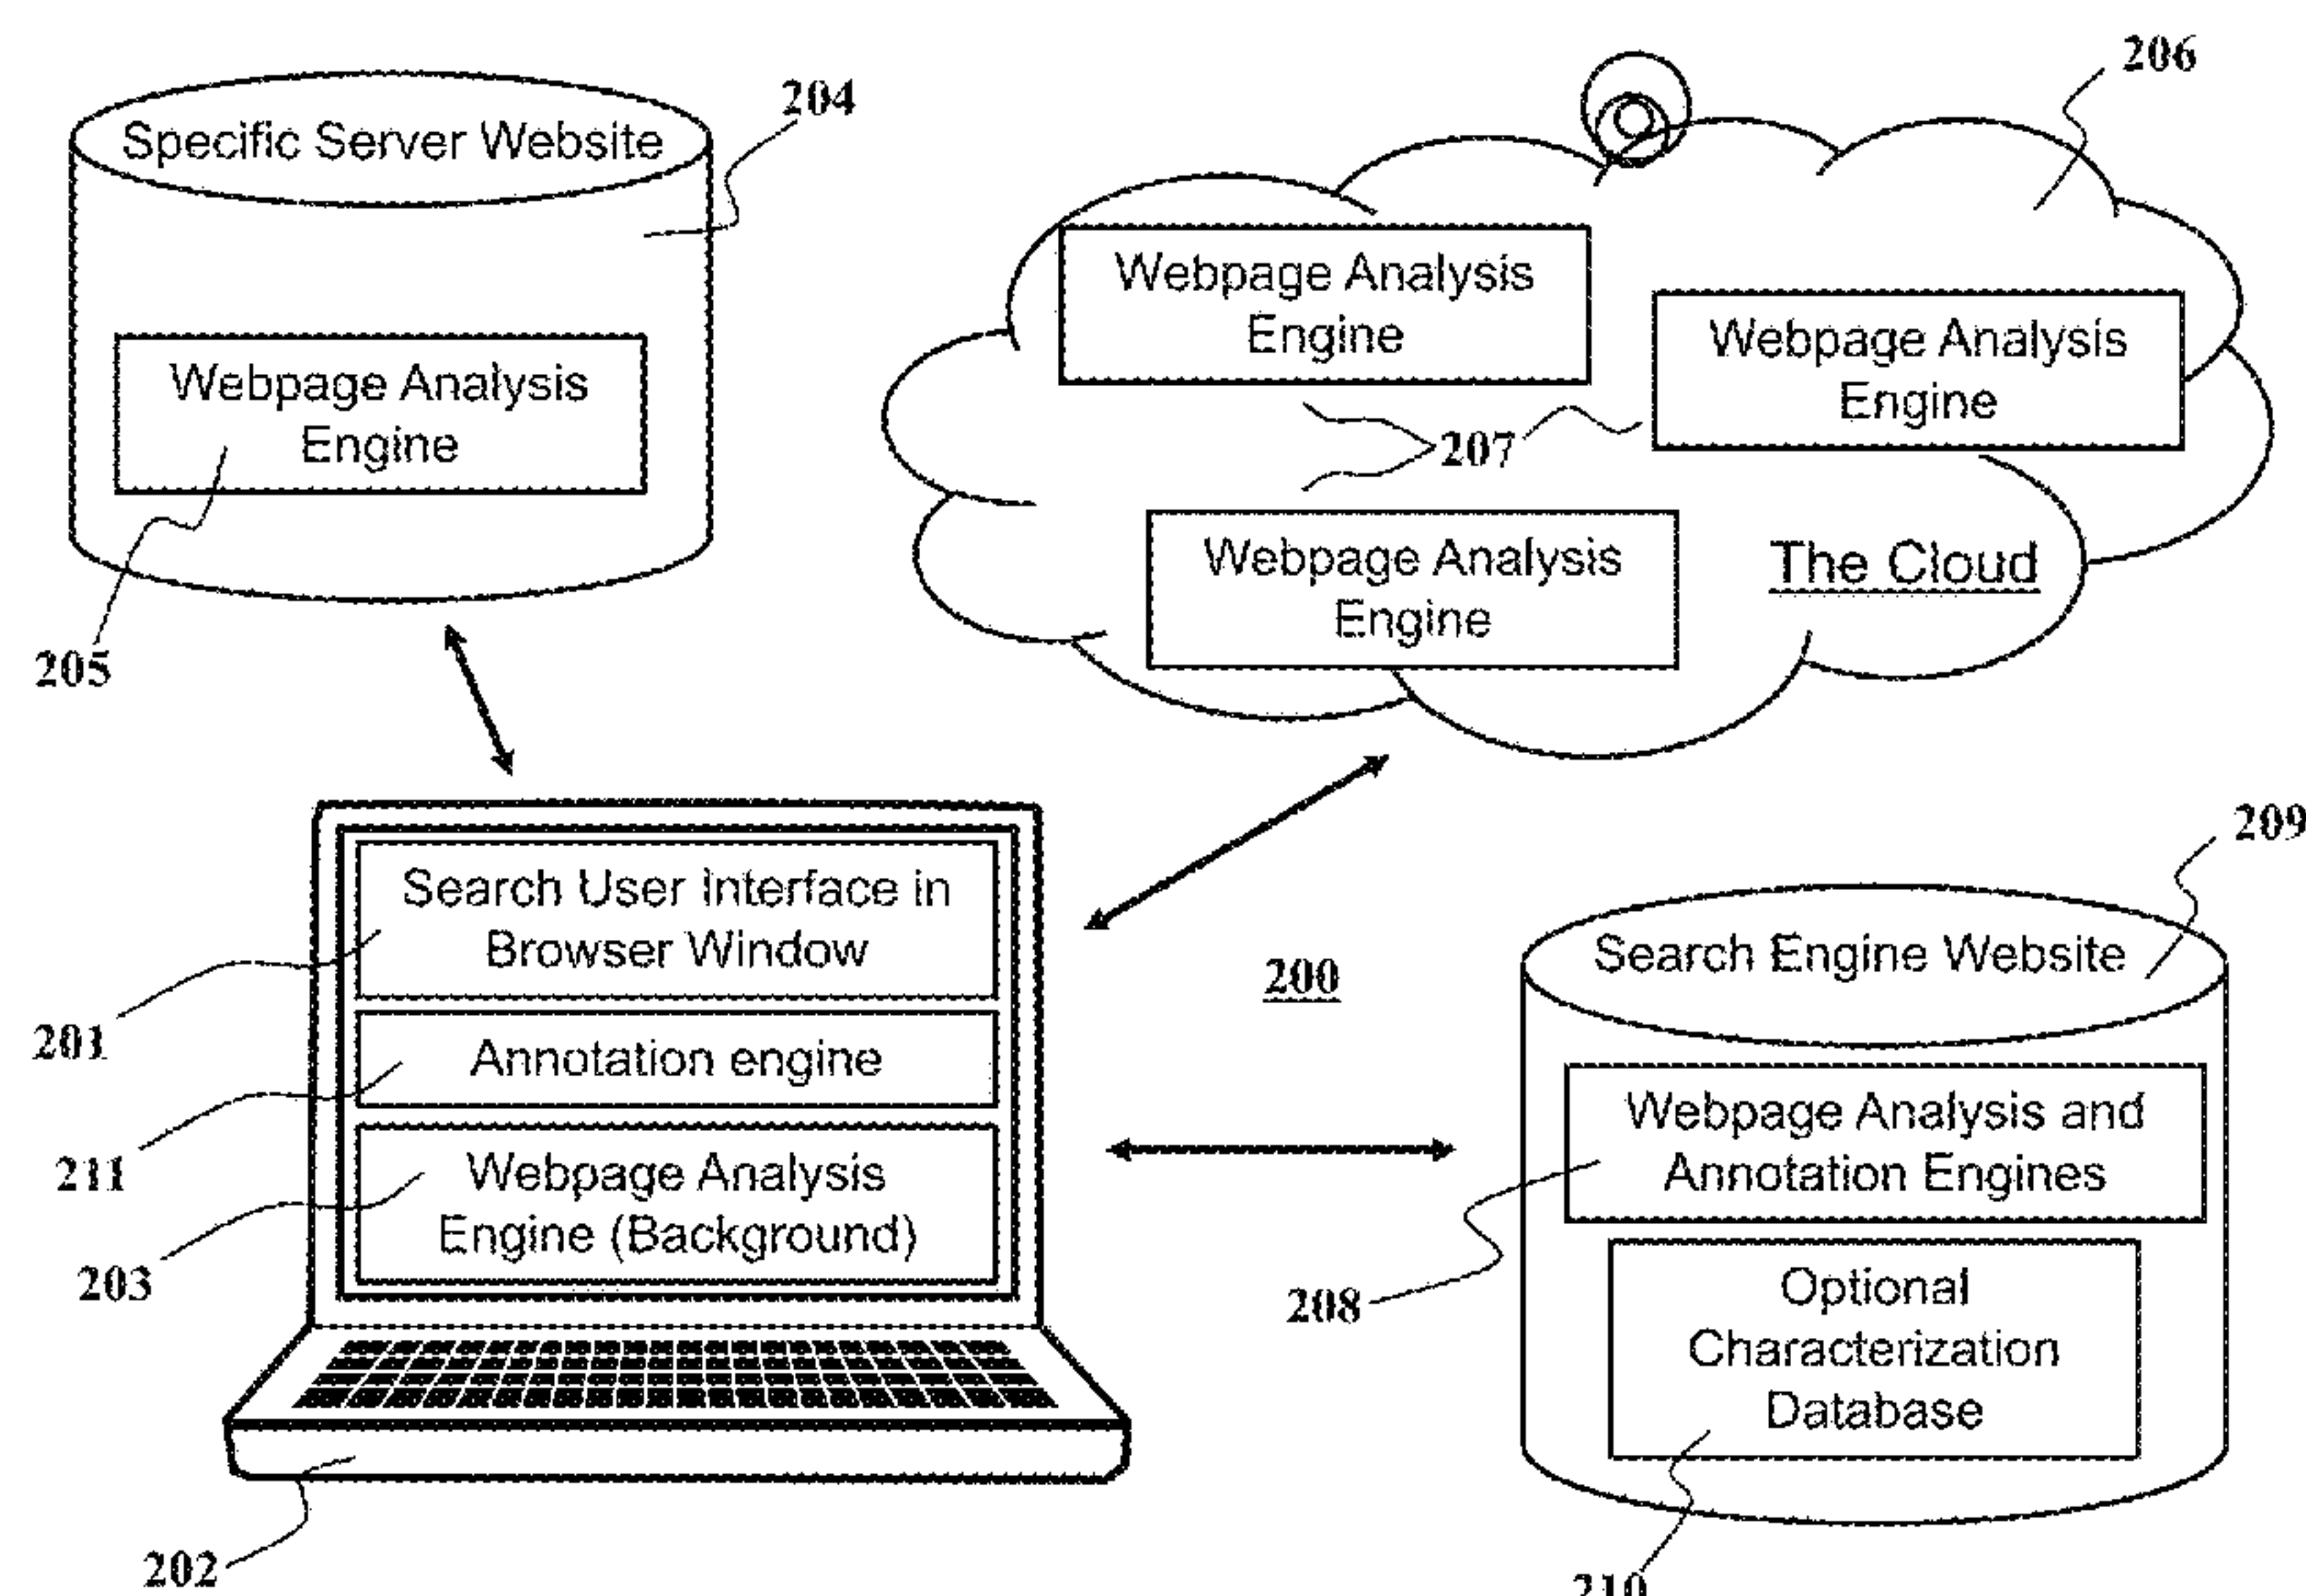 204
206
Specific Server Website
Webpage Analysis
Engine
Webpage Analysis
Engine
Webpage Analysis
Engine
207
Webpage Analysis
Engine
The Cloud
205
209
Search User Interface in
Browser Window
Search Engine Website
200
201
Annotation engine
Webpage Analysis and
Annotation Engines
211
Webpage Analysis
Engine (Background)
203
208
Optional
Characterization
Database
202
210